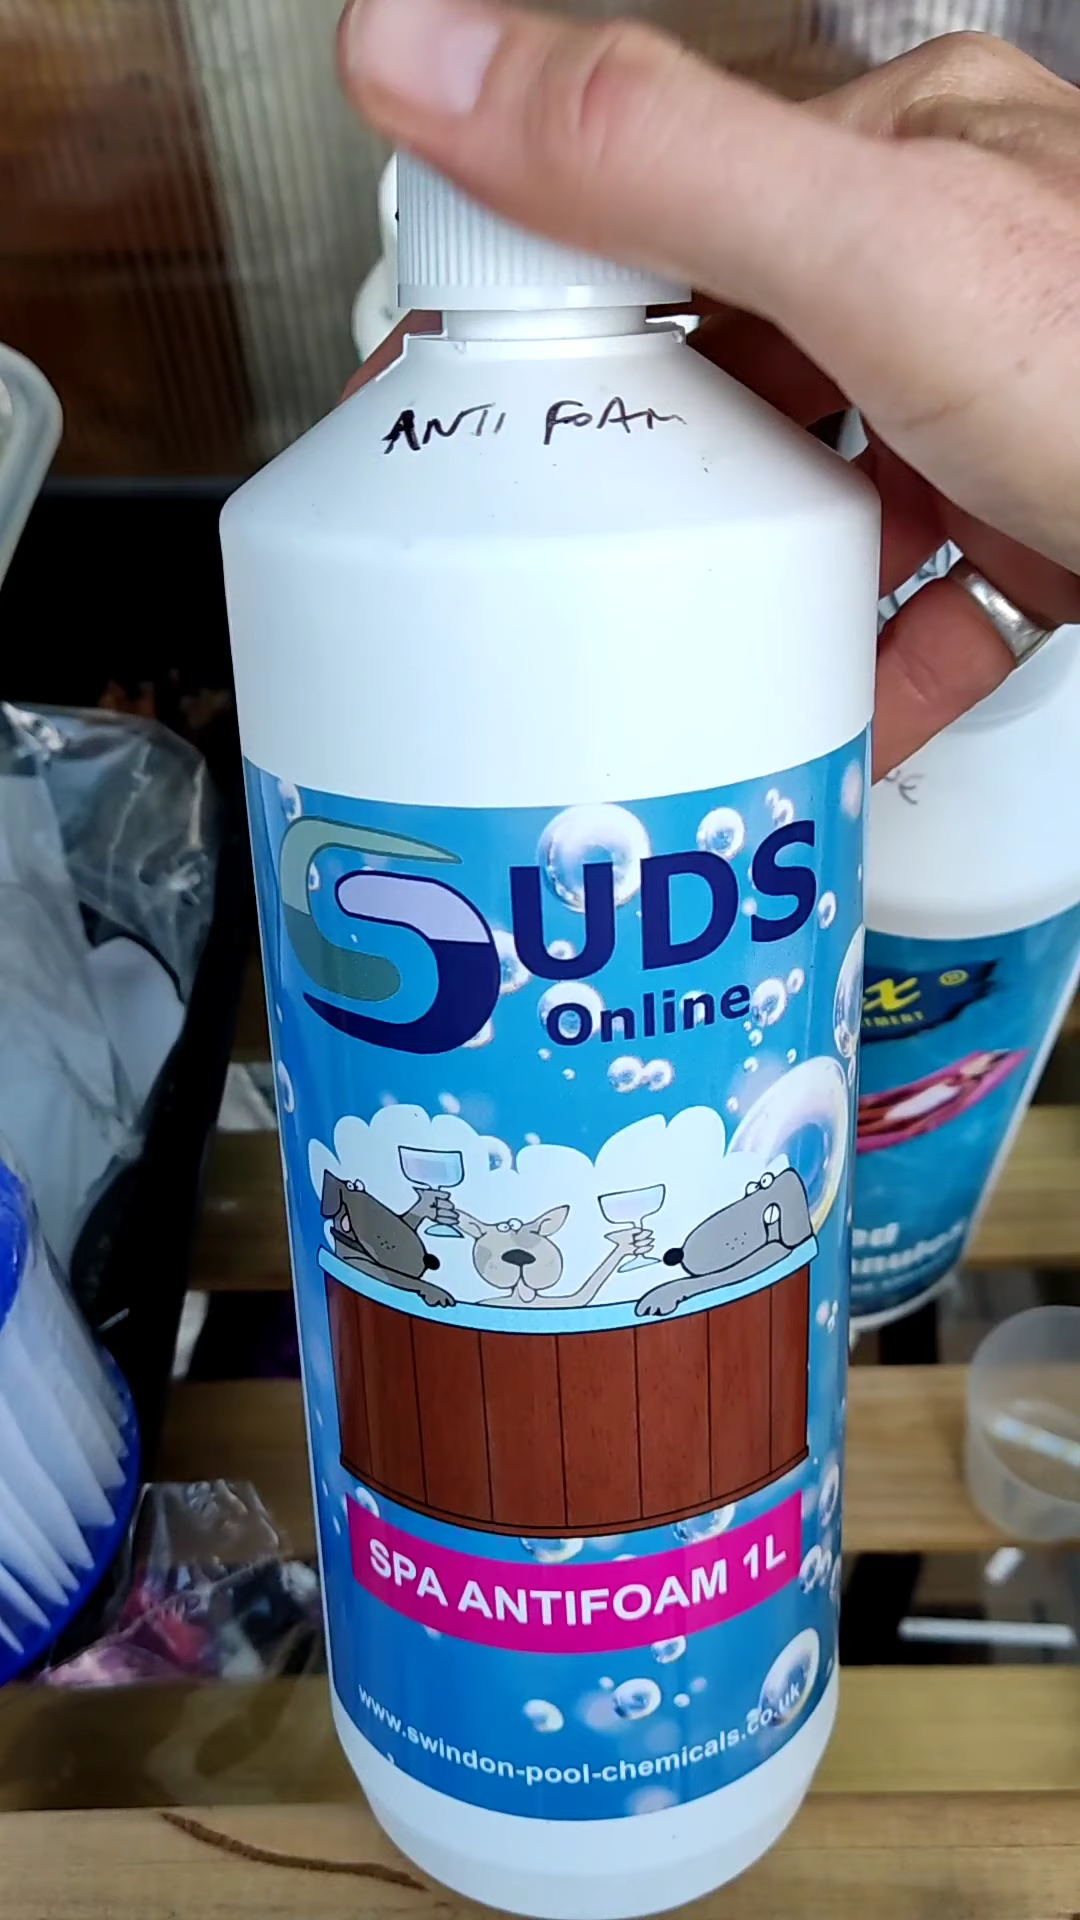 ANTI FOAM
SUDS
Online
SPA ANTIFOAM 1L
www.swindon-pool-chemicals.co.uk